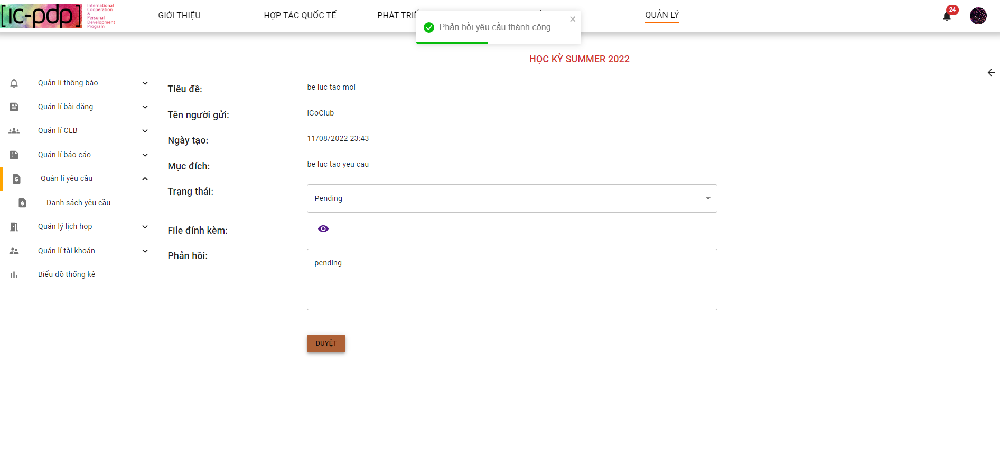 [ic-pdp]
International
Cooperation
&
Personal
Development
Program
GIỚI THIỆU
HỢP TÁC QUỐC TẾ
PHÁT TRIỂ
QUẢN LÝ
24
Phản hồi yêu cầu thành công
HỌC KỲ SUMMER 2022
Quản lí thông báo
Quản lí bài đăng
Quản lí CLB
Quản lí báo cáo
Quản lí yêu cầu
Danh sách yêu cầu
Quản lý lịch họp
Quản lí tài khoản
Biểu đồ thống kê
Tiêu đề: be luc tao moi
Tên người gửi: iGoClub
Ngày tạo: 11/08/2022 23:43
Mục đích: be luc tao yeu cau
Trạng thái: Pending
File đính kèm:
Phản hồi: pending
DUYỆT